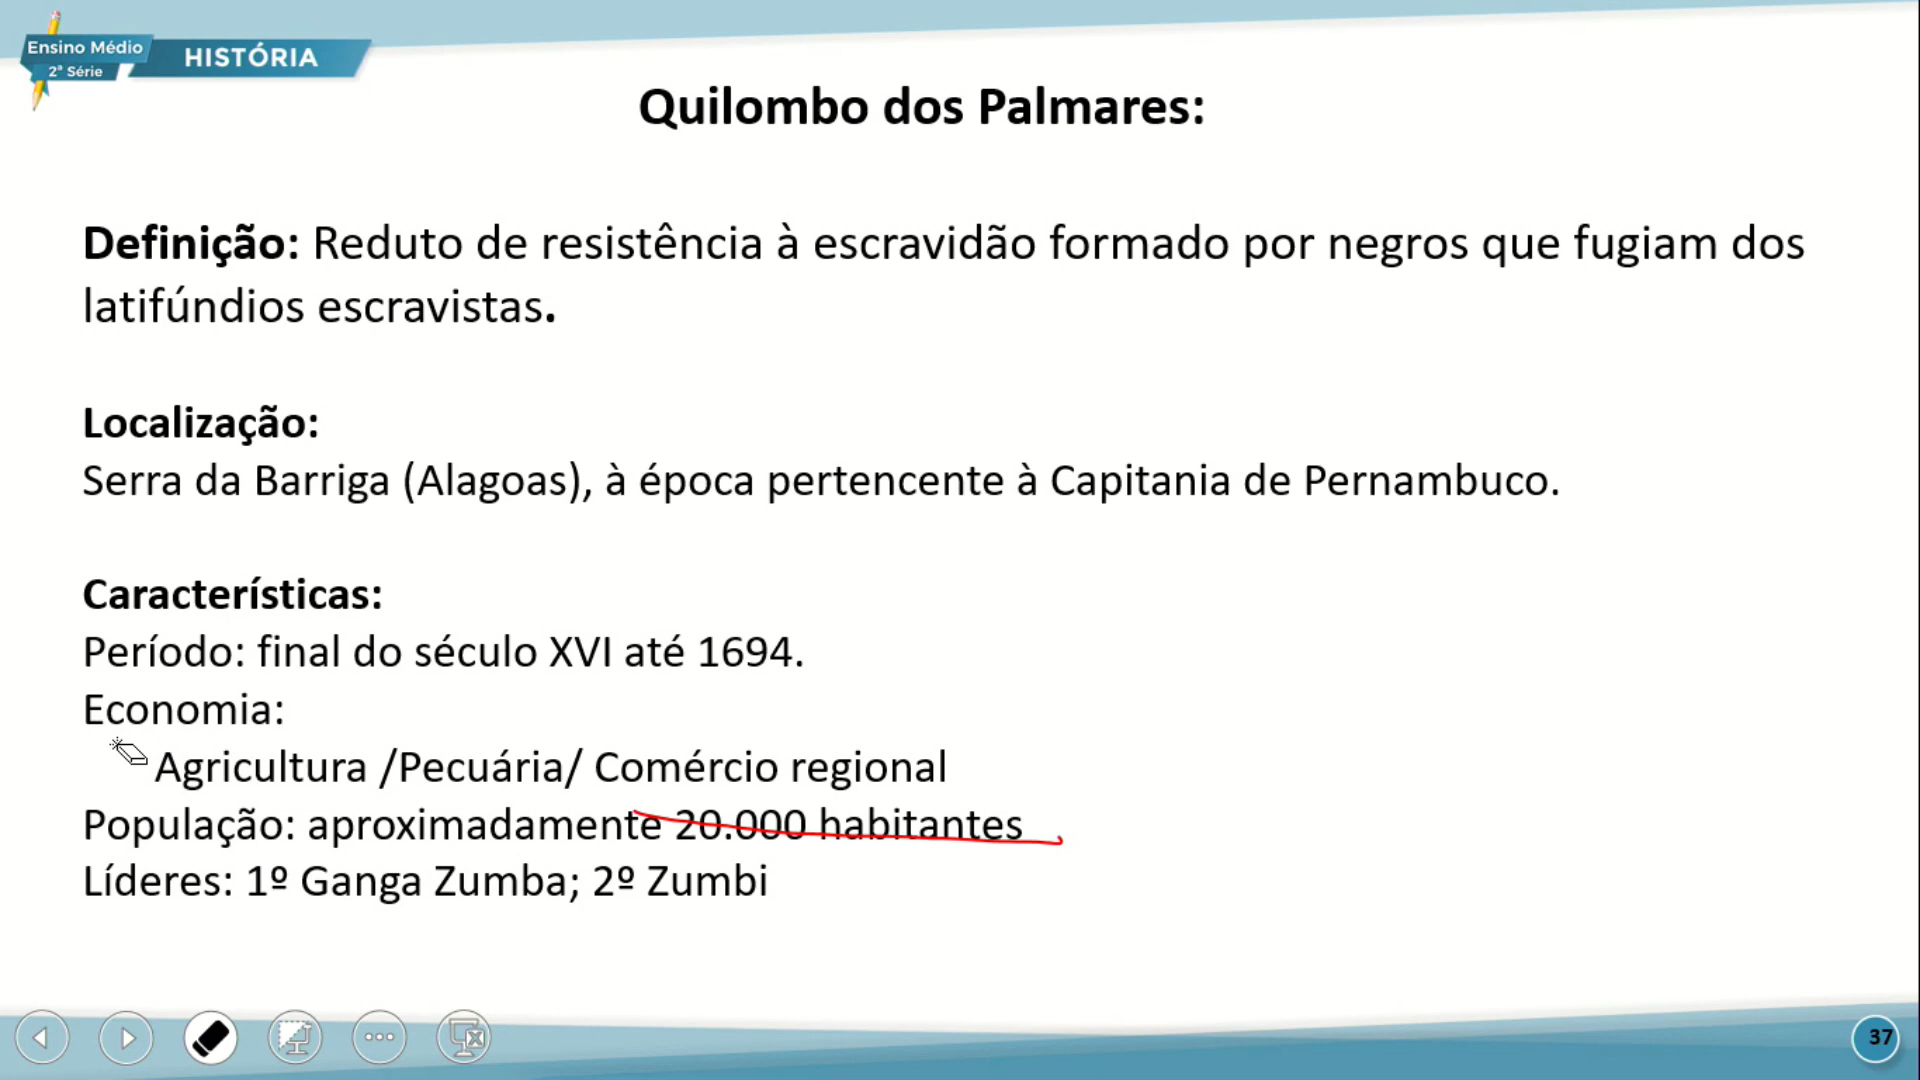 Ensino Médio
2ª Série
HISTÓRIA
Quilombo dos Palmares:
Definição: Reduto de resistência à escravidão formado por negros que fugiam dos
latifúndios escravistas.
Localização:
Serra da Barriga (Alagoas), à época pertencente à Capitania de Pernambuco.
Características:
Período: final do século XVI até 1694.
Economia:
Agricultura /Pecuária/ Comércio regional
População: aproximadamente 20.000 habitantes
Líderes: 1º Ganga Zumba; 2º Zumbi
37